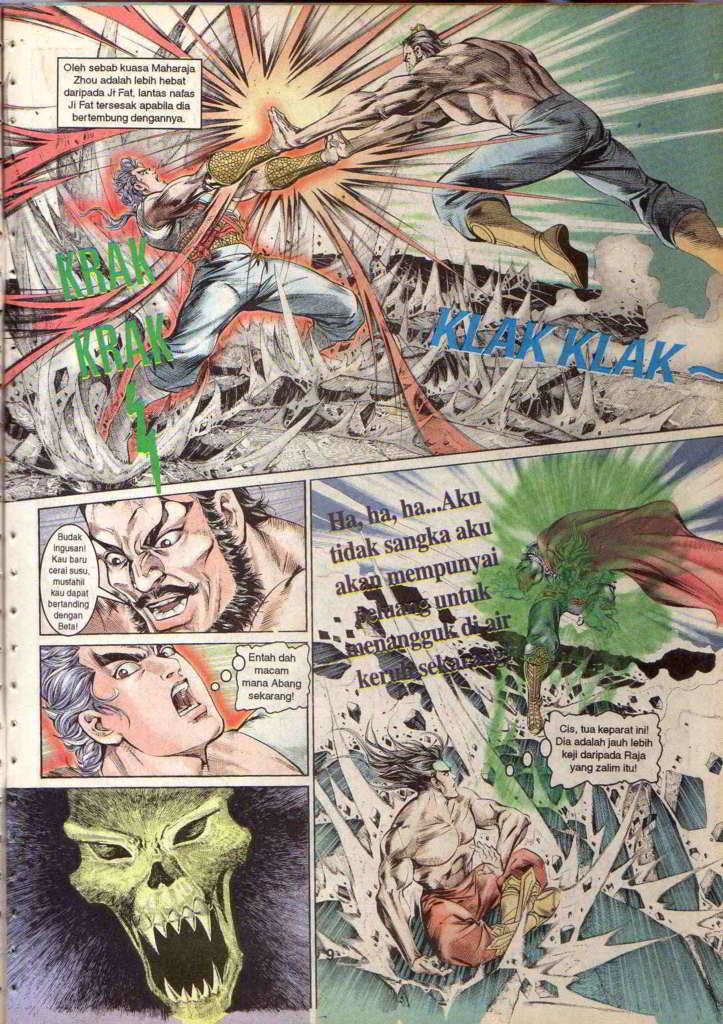 Oleh sebab kuasa Maharaja
Zhou adalah lebih hebat
daripada Ji Fat, lantas nafas
Ji Fat tersesak apabila dia
bertembung dengannya.
KRAK
KRAK
KLAK KLAK ~
Budak
ingusan!
Kau baru
cerai susu,
mustahil
kau dapat
bertanding
dengan
Beta!
Entah dah
macam
mana Abang
sekarang!
Ha, ha, ha...Aku
tidak sangka aku
akan mempunyai
peluang untuk
menangguk di air
keruh sekarang
Cis, tua keparat ini!
Dia adalah jauh lebih
keji daripada Raja
yang zalim itu!
9